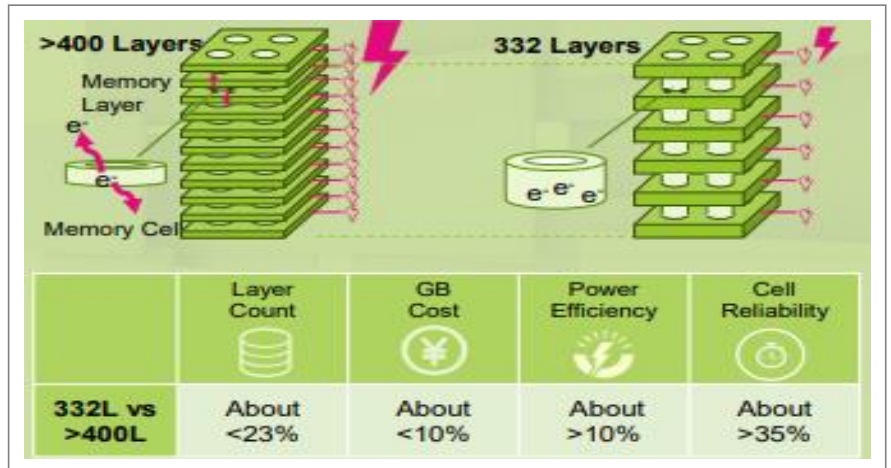 >400 Layers
332 Layers
Memory
Layer
e-
e-
Memory Cel
e- e- e-
Layer
Count
GB
Cost
¥
Power
Efficiency
Cell
Reliability
332L vs
>400L
About
<23%
About
<10%
About
>10%
About
>35%